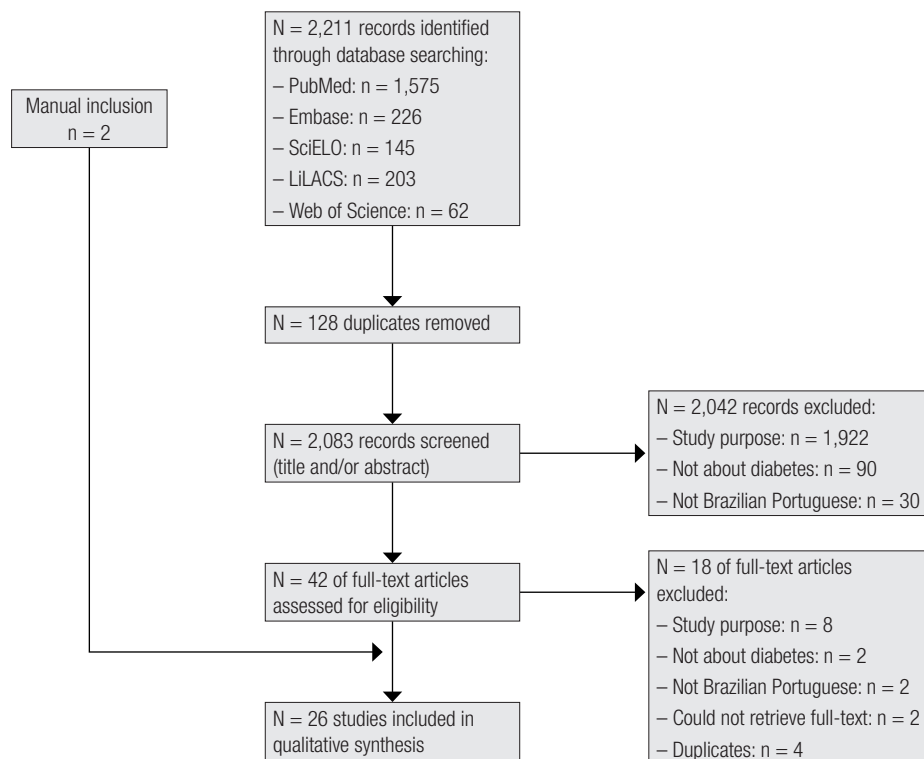 N = 2,211 records identified
through database searching:
– PubMed: n = 1,575
– Embase: n = 226
– SciELO: n = 145
– LiLACS: n = 203
– Web of Science: n = 62
Manual inclusion
n = 2
N = 128 duplicates removed
N = 2,083 records screened
(title and/or abstract)
N = 2,042 records excluded:
– Study purpose: n = 1,922
– Not about diabetes: n = 90
– Not Brazilian Portuguese: n = 30
N = 42 of full-text articles
assessed for eligibility
N = 18 of full-text articles
excluded:
– Study purpose: n = 8
– Not about diabetes: n = 2
– Not Brazilian Portuguese: n = 2
– Could not retrieve full-text: n = 2
– Duplicates: n = 4
N = 26 studies included in
qualitative synthesis